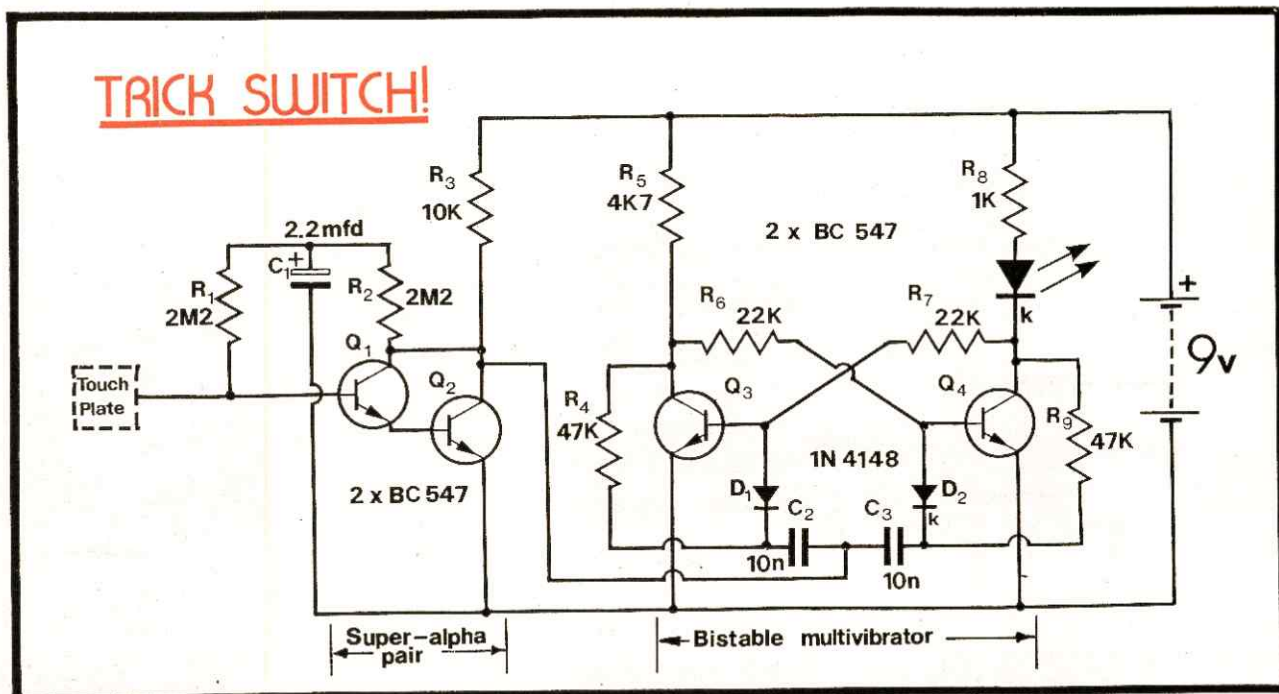 TRICK SWITCH!
R3
10K
R5
4K7
R8
1K
2.2 mfd
C1
+
2 x BC 547
R1
2M2
R2
2M2
R6
22K
R7
22K
k
+
9v
Touch
Plate
Q1
Q2
Q3
Q4
R4
47K
R9
47K
1N 4148
2 x BC 547
D1
C2
10n
C3
10n
D2
k
Super-alpha
pair
Bistable multivibrator